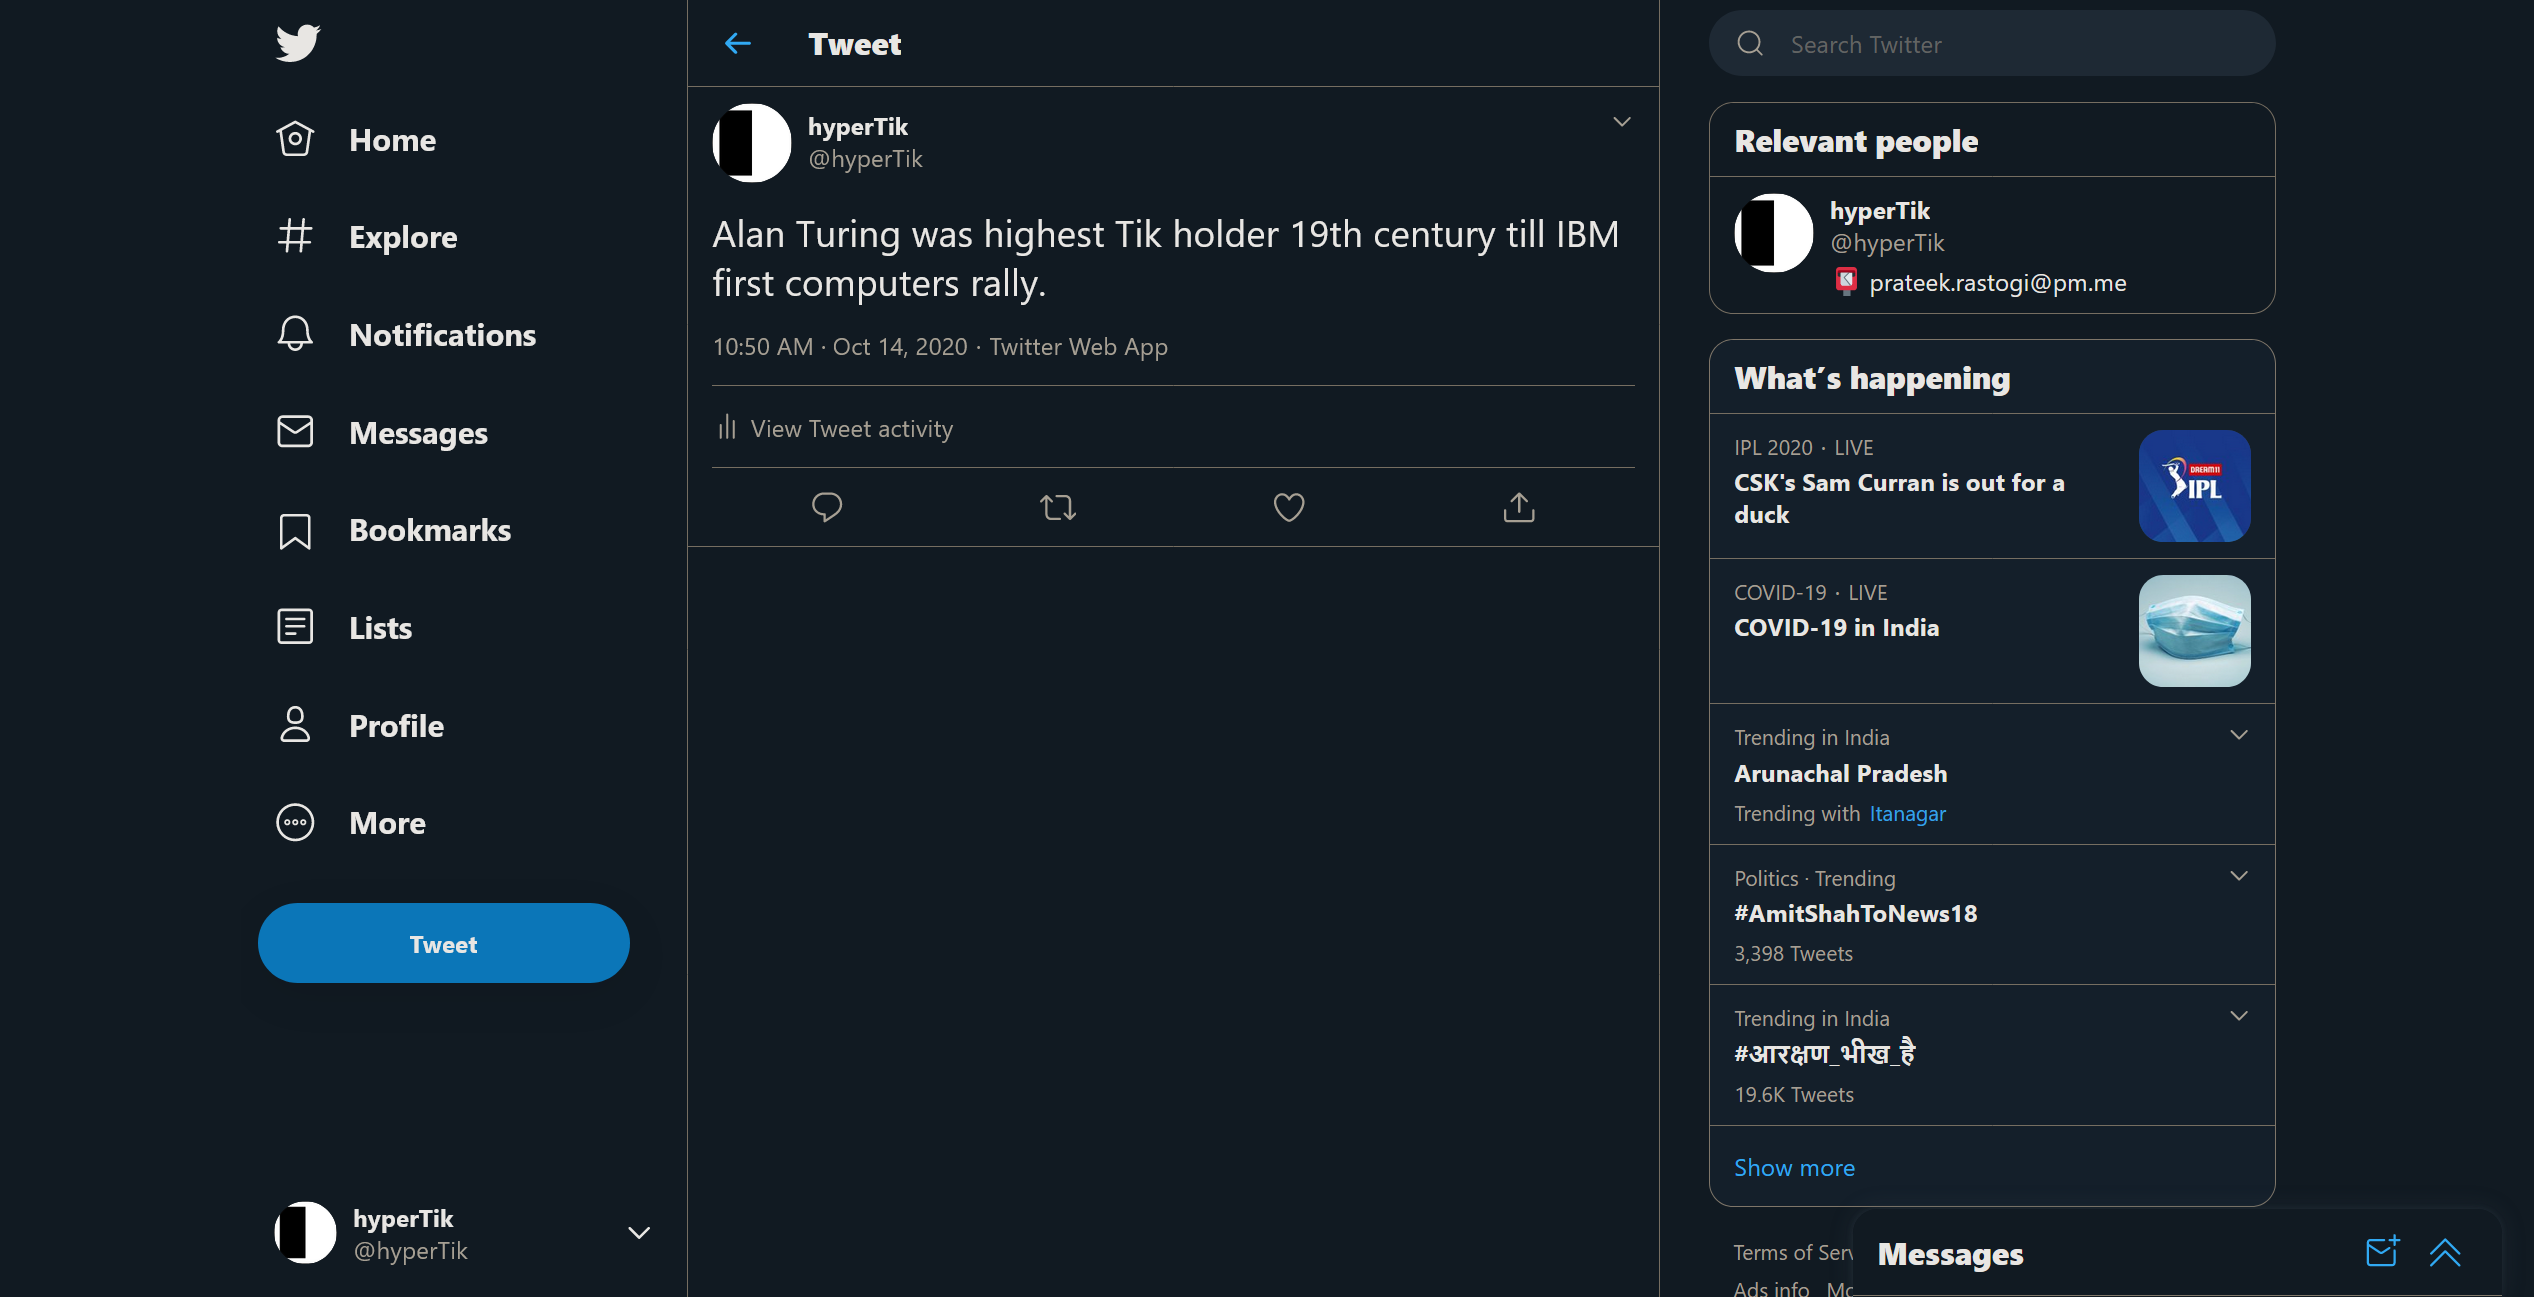 Home
Explore
Notifications
Messages
Bookmarks
Lists
Profile
More
Tweet
hyperTik
@hyperTik
Tweet
hyperTik
@hyperTik
Alan Turing was highest Tik holder 19th century till IBM
first computers rally.
10:50 AM · Oct 14, 2020 · Twitter Web App
View Tweet activity
Search Twitter
Relevant people
hyperTik
@hyperTik
prateek.rastogi@pm.me
What´s happening
IPL 2020 · LIVE
CSK's Sam Curran is out for a
duck
DREAM11
IPL
COVID-19 · LIVE
COVID-19 in India
Trending in India
Arunachal Pradesh
Trending with Itanagar
Politics · Trending
#AmitShahToNews18
3,398 Tweets
Trending in India
#आरक्षण_भीख_है
19.6K Tweets
Show more
Terms of Serv
Ads info Mo
Messages